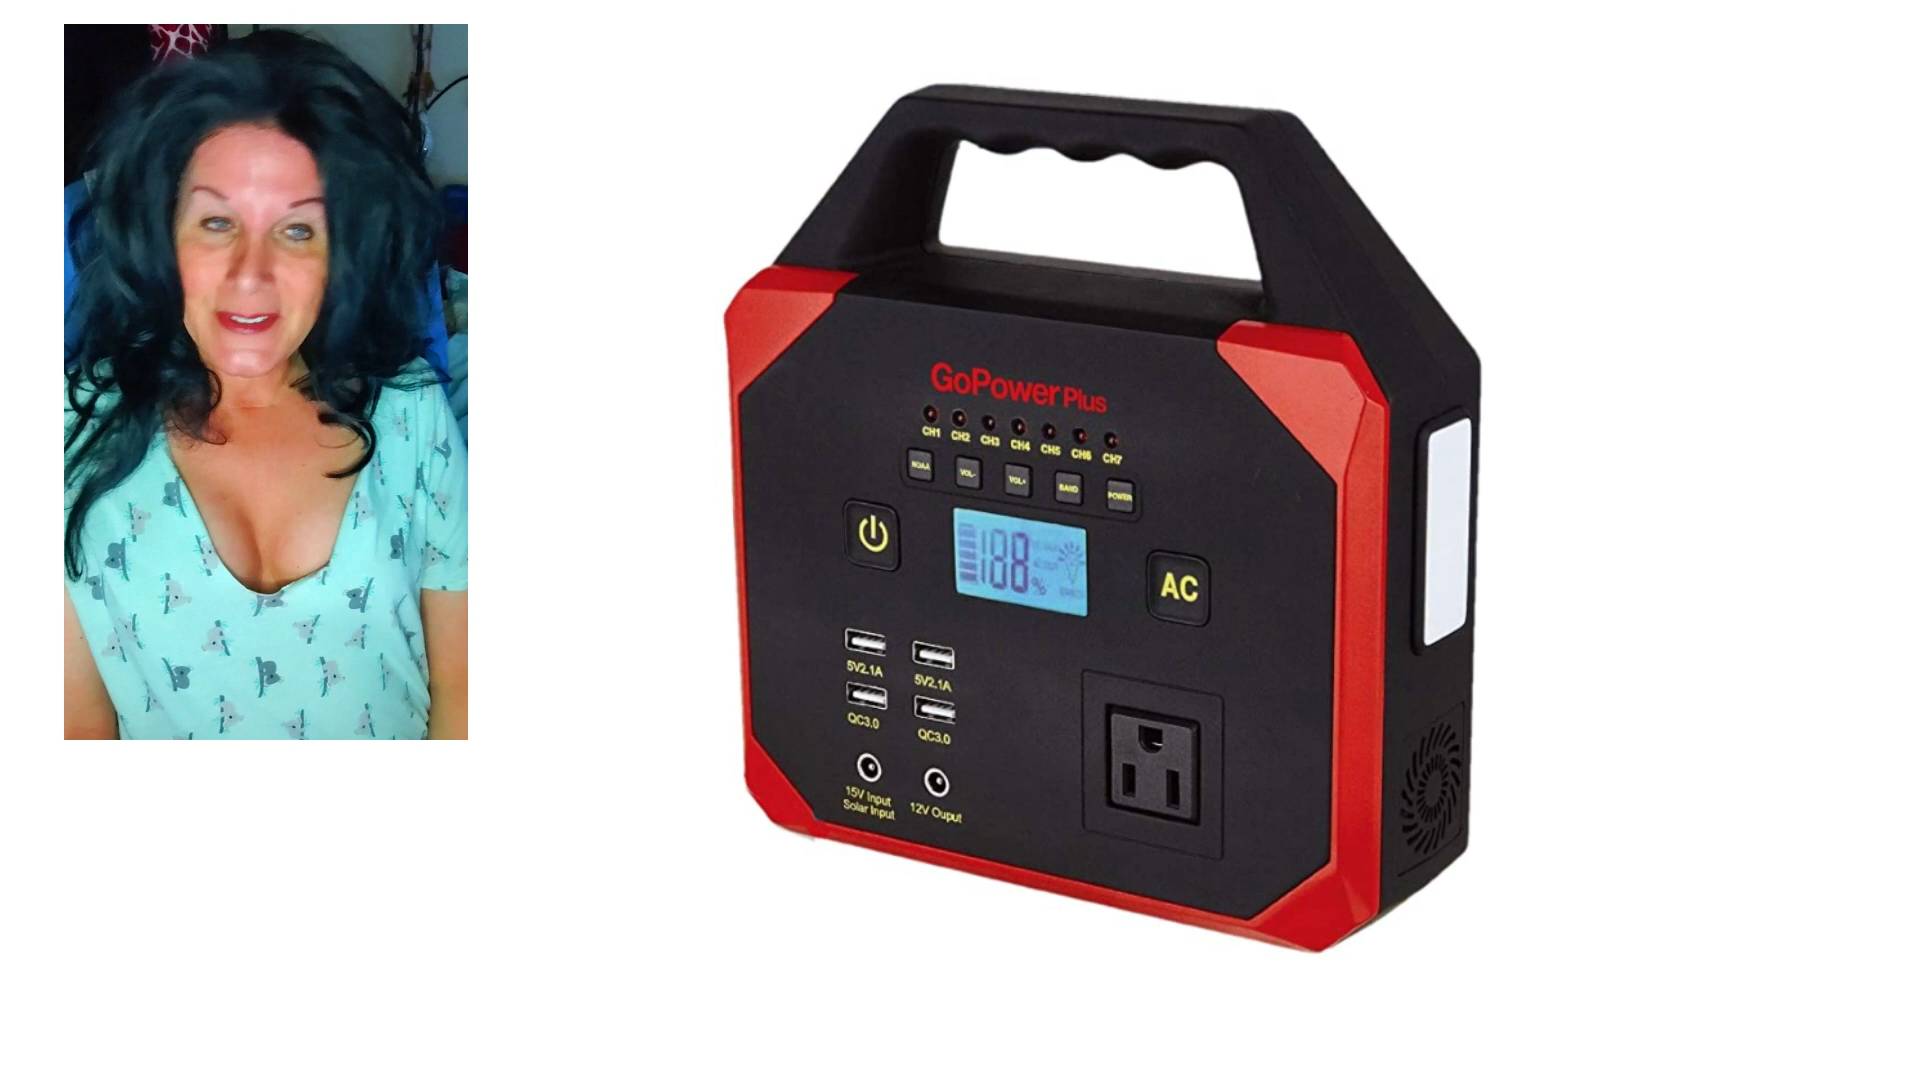 GoPower Plus
CH1 CH2 CH3 CH4 CH5 CH6 CH7
NOAA VOL- VOL+ BAND POWER
188 %
AC
5V2.1A 5V2.1A
QC3.0 QC3.0
15V Input
Solar Input
12V Ouput